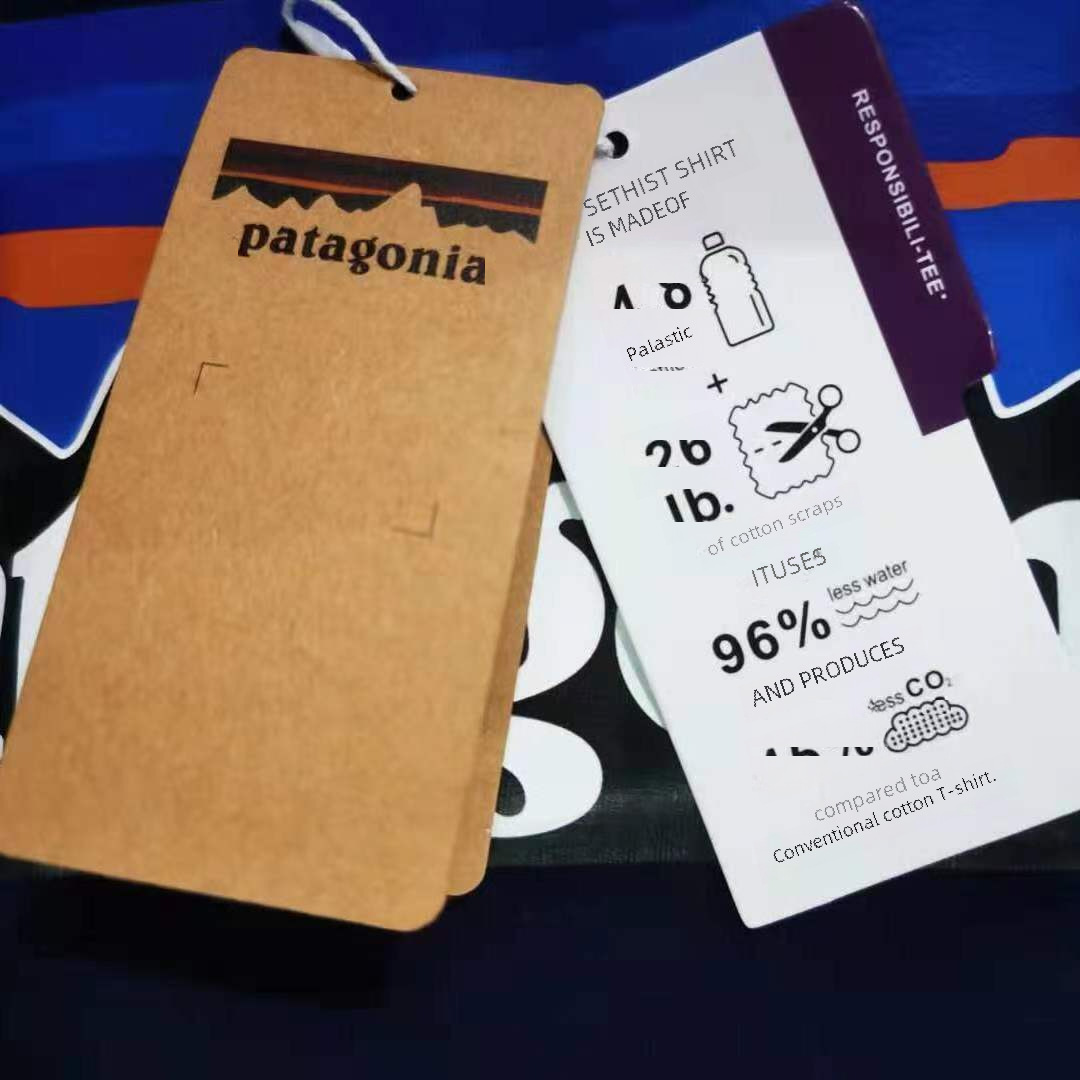 patagonia
RESPONSIBILI-TEE®
SETHIST SHIRT
IS MADEOF
Palastic
+
lb.
of cotton scraps
ITUSES
96% less water
AND PRODUCES
less CO2
compared toa
Conventional cotton T-shirt.